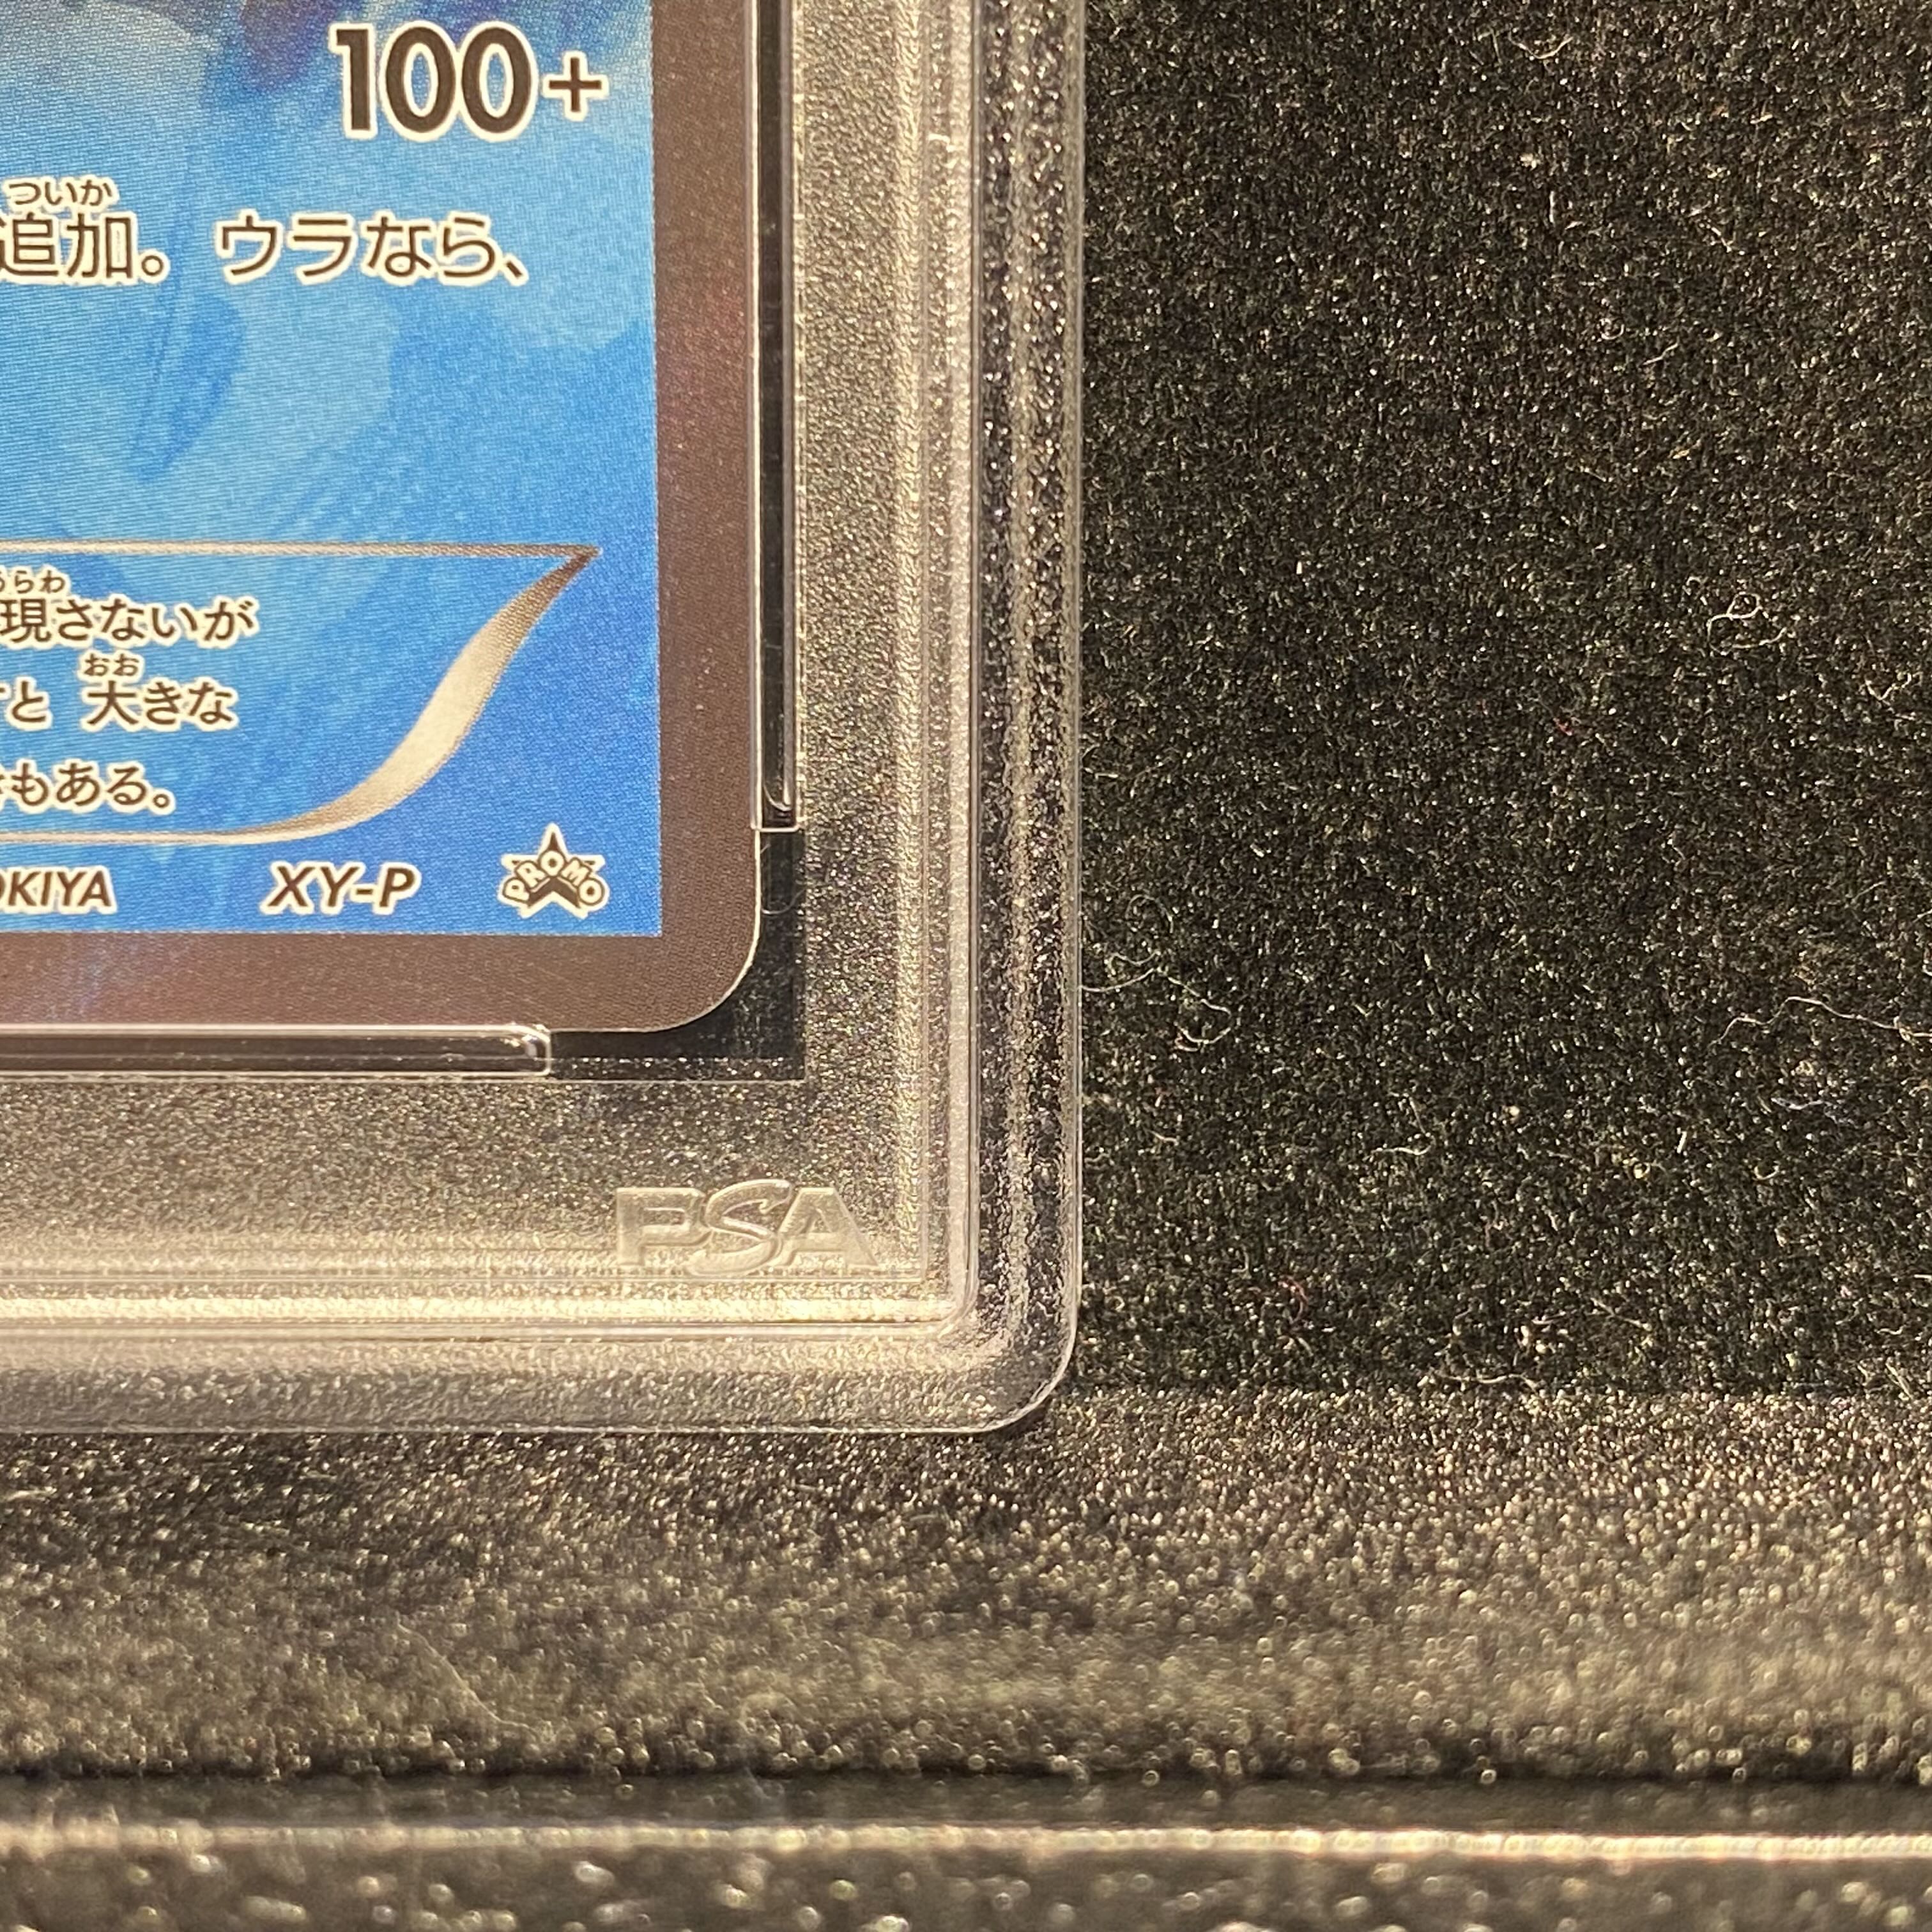 100+
ついか
追加。 ウラなら、
らわ
現さないが
おお
と 大きな
もある。
OKIYA XY-P PROMO
PSA